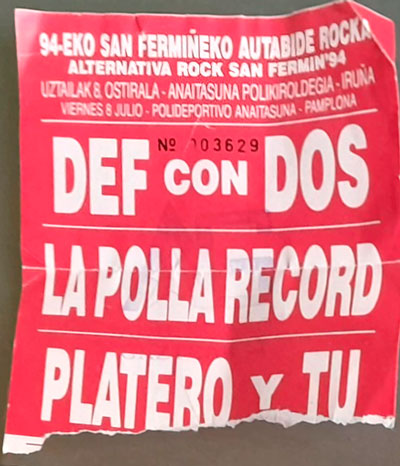 94-EKO SAN FERMIÑEKO AUTABIDE ROCKA
ALTERNATIVA ROCK SAN FERMIN'94
UZTAILAK 8, OSTIRALA - ANAITASUNA POLIKIROLDEGIA - IRUÑA
VIERNES 8 JULIO - POLIDEPORTIVO ANAITASUNA - PAMPLONA
Nº 003629
DEF CON DOS
LA POLLA RECORD
PLATERO Y TU